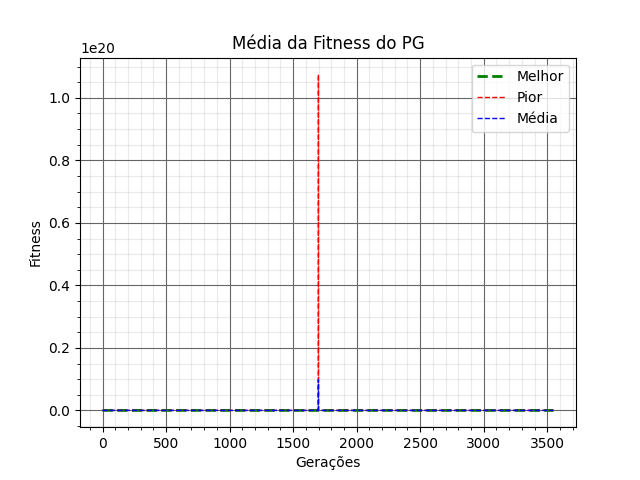 Média da Fitness do PG
1e20
Melhor
Pior
Média
1.0
0.8
0.6
0.4
0.2
0.0
Fitness
0 500 1000 1500 2000 2500 3000 3500
Gerações